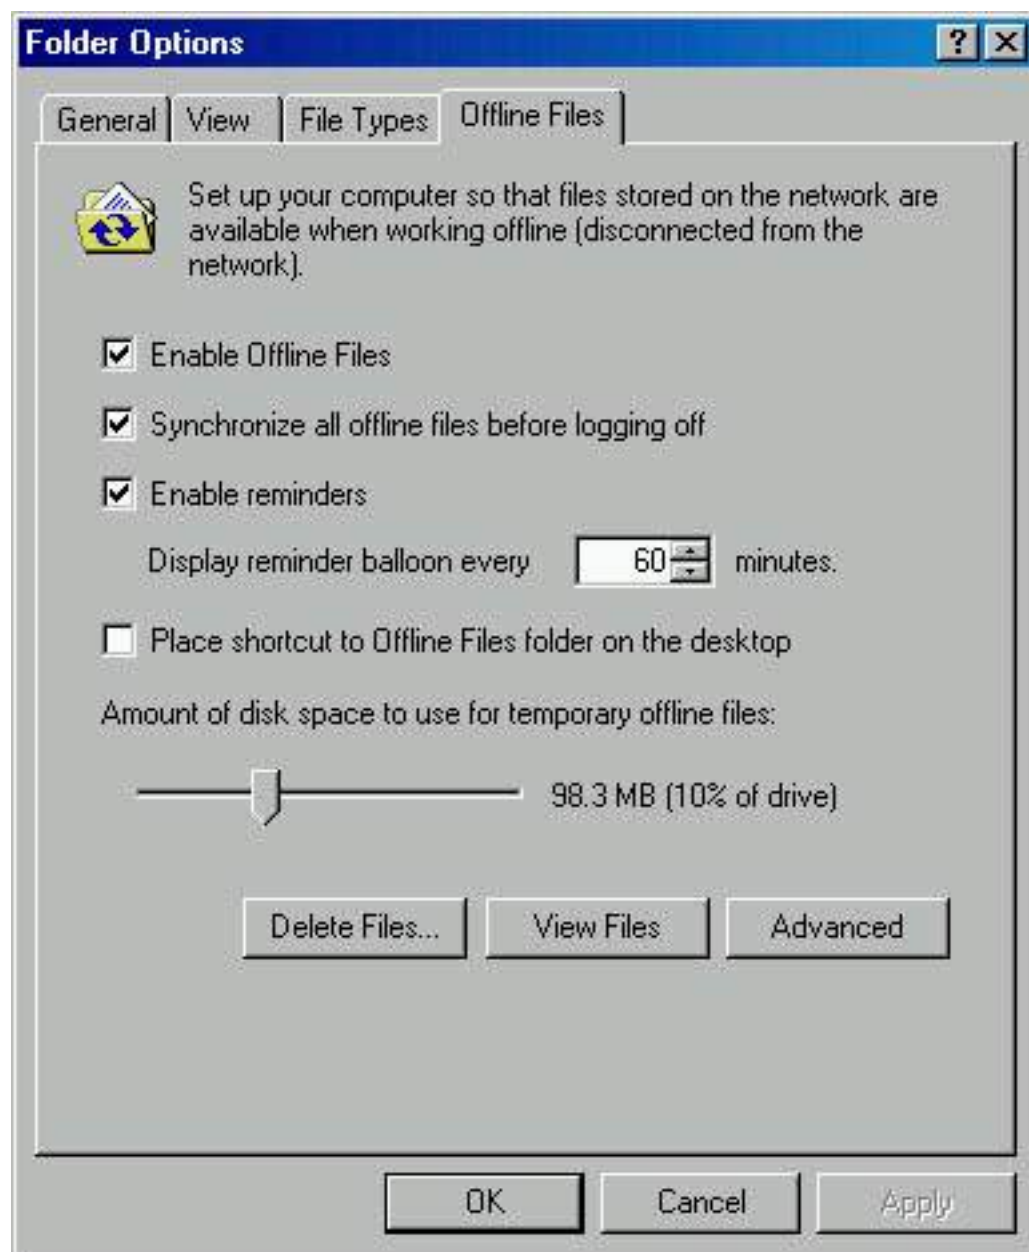 Folder Options
General View File Types Offline Files
Set up your computer so that files stored on the network are
available when working offline (disconnected from the
network).
Enable Offline Files
Synchronize all offline files before logging off
Enable reminders
Display reminder balloon every 60 minutes.
Place shortcut to Offline Files folder on the desktop
Amount of disk space to use for temporary offline files:
98.3 MB (10% of drive)
Delete Files... View Files Advanced
OK Cancel Apply